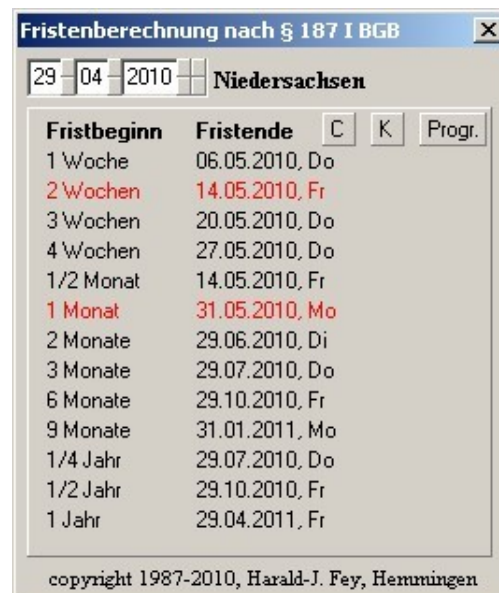 Fristenberechnung nach § 187 I BGB
29 04 2010 Niedersachsen
Fristbeginn Fristende C K Progr.
1 Woche 06.05.2010, Do
2 Wochen 14.05.2010, Fr
3 Wochen 20.05.2010, Do
4 Wochen 27.05.2010, Do
1/2 Monat 14.05.2010, Fr
1 Monat 31.05.2010, Mo
2 Monate 29.06.2010, Di
3 Monate 29.07.2010, Do
6 Monate 29.10.2010, Fr
9 Monate 31.01.2011, Mo
1/4 Jahr 29.07.2010, Do
1/2 Jahr 29.10.2010, Fr
1 Jahr 29.04.2011, Fr
copyright 1987-2010, Harald-J. Fey, Hemmingen